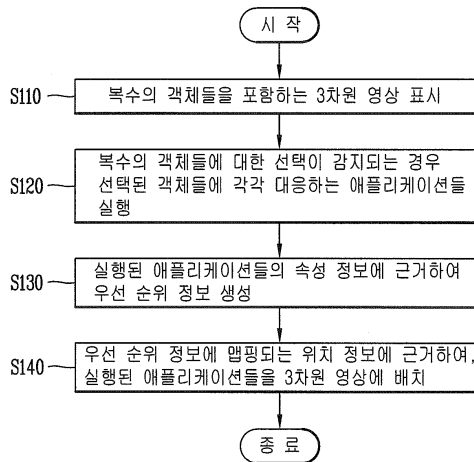 시 작
S110
복수의 객체들을 포함하는 3차원 영상 표시
S120
복수의 객체들에 대한 선택이 감지되는 경우
선택된 객체들에 각각 대응하는 애플리케이션들
실행
S130
실행된 애플리케이션들의 속성 정보에 근거하여
우선 순위 정보 생성
S140
우선 순위 정보에 맵핑되는 위치 정보에 근거하여,
실행된 애플리케이션들을 3차원 영상에 배치
종 료